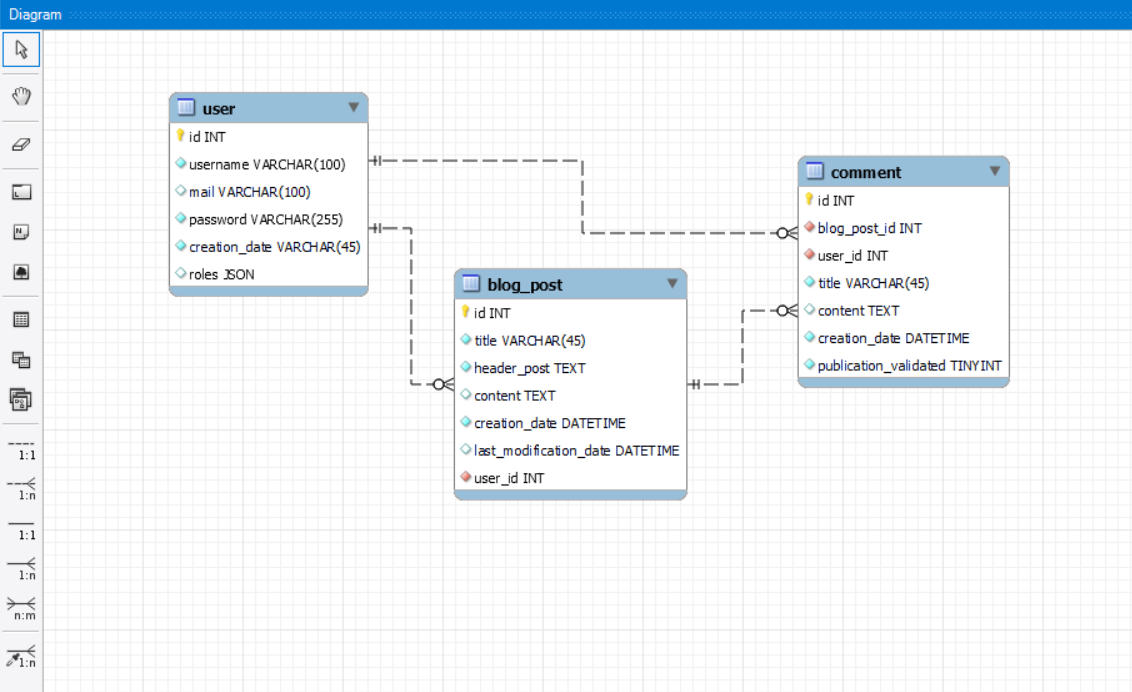 Diagram
user
id INT
username VARCHAR(100)
mail VARCHAR(100)
password VARCHAR(255)
creation_date VARCHAR(45)
roles JSON
blog_post
id INT
title VARCHAR(45)
header_post TEXT
content TEXT
creation_date DATETIME
last_modification_date DATETIME
user_id INT
comment
id INT
blog_post_id INT
user_id INT
title VARCHAR(45)
content TEXT
creation_date DATETIME
publication_validated TINYINT
1:1
1:n
1:1
1:n
n:m
1:n